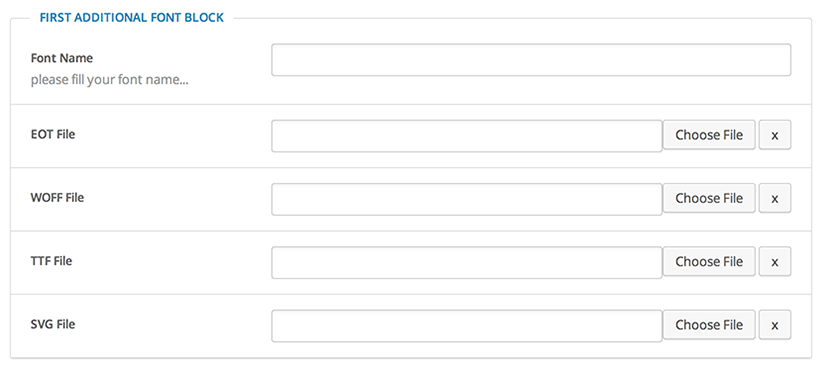 FIRST ADDITIONAL FONT BLOCK
Font Name
please fill your font name...
EOT File Choose File x
WOFF File Choose File x
TTF File Choose File x
SVG File Choose File x